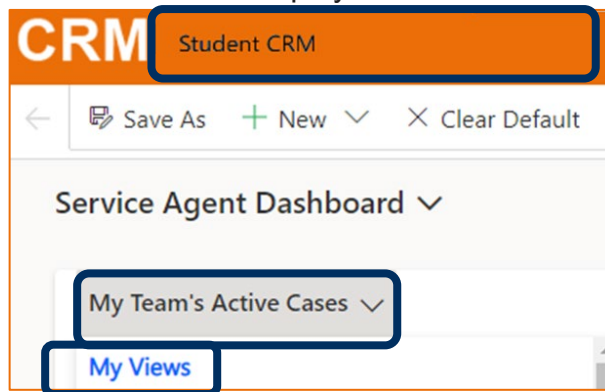 CRM Student CRM
Save As New Clear Default
Service Agent Dashboard
My Team's Active Cases
My Views